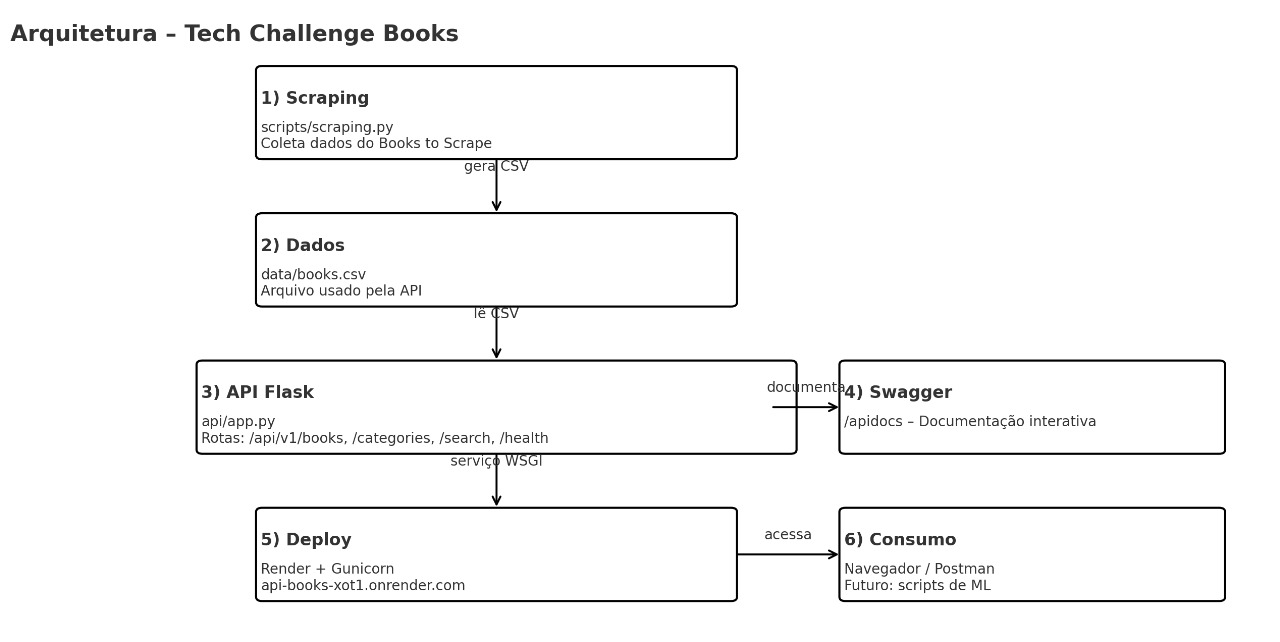 Arquitetura – Tech Challenge Books
1) Scraping
scripts/scraping.py
Coleta dados do Books to Scrape
gera CSV
2) Dados
data/books.csv
Arquivo usado pela API
lê CSV
3) API Flask
api/app.py
Rotas: /api/v1/books, /categories, /search, /health
documenta
4) Swagger
/apidocs – Documentação interativa
serviço WSGI
5) Deploy
Render + Gunicorn
api-books-xot1.onrender.com
acessa
6) Consumo
Navegador / Postman
Futuro: scripts de ML